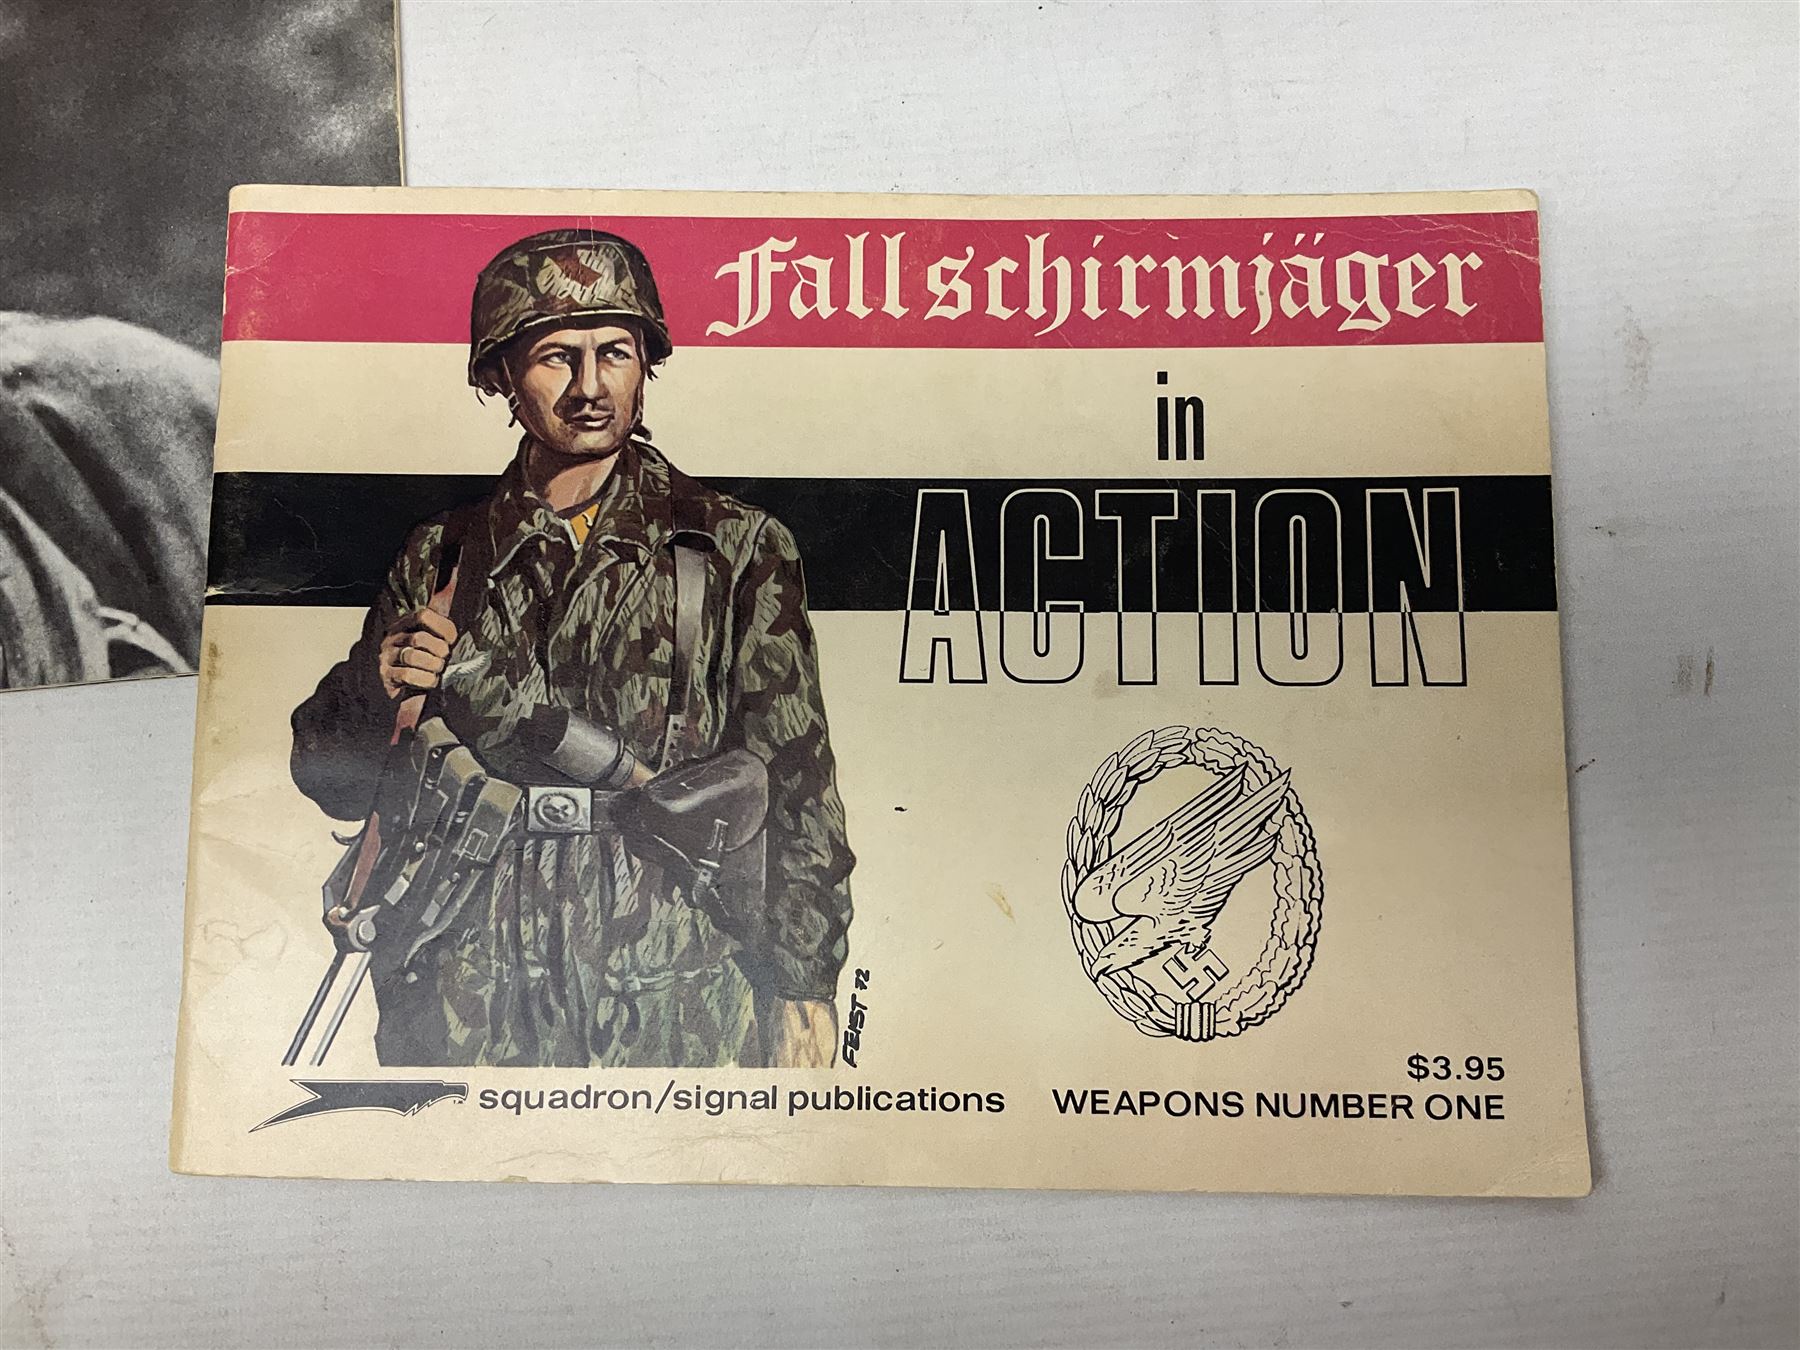 Fallschirmjäger
in
ACTION
FEIST 72
squadron/signal publications
$3.95
WEAPONS NUMBER ONE